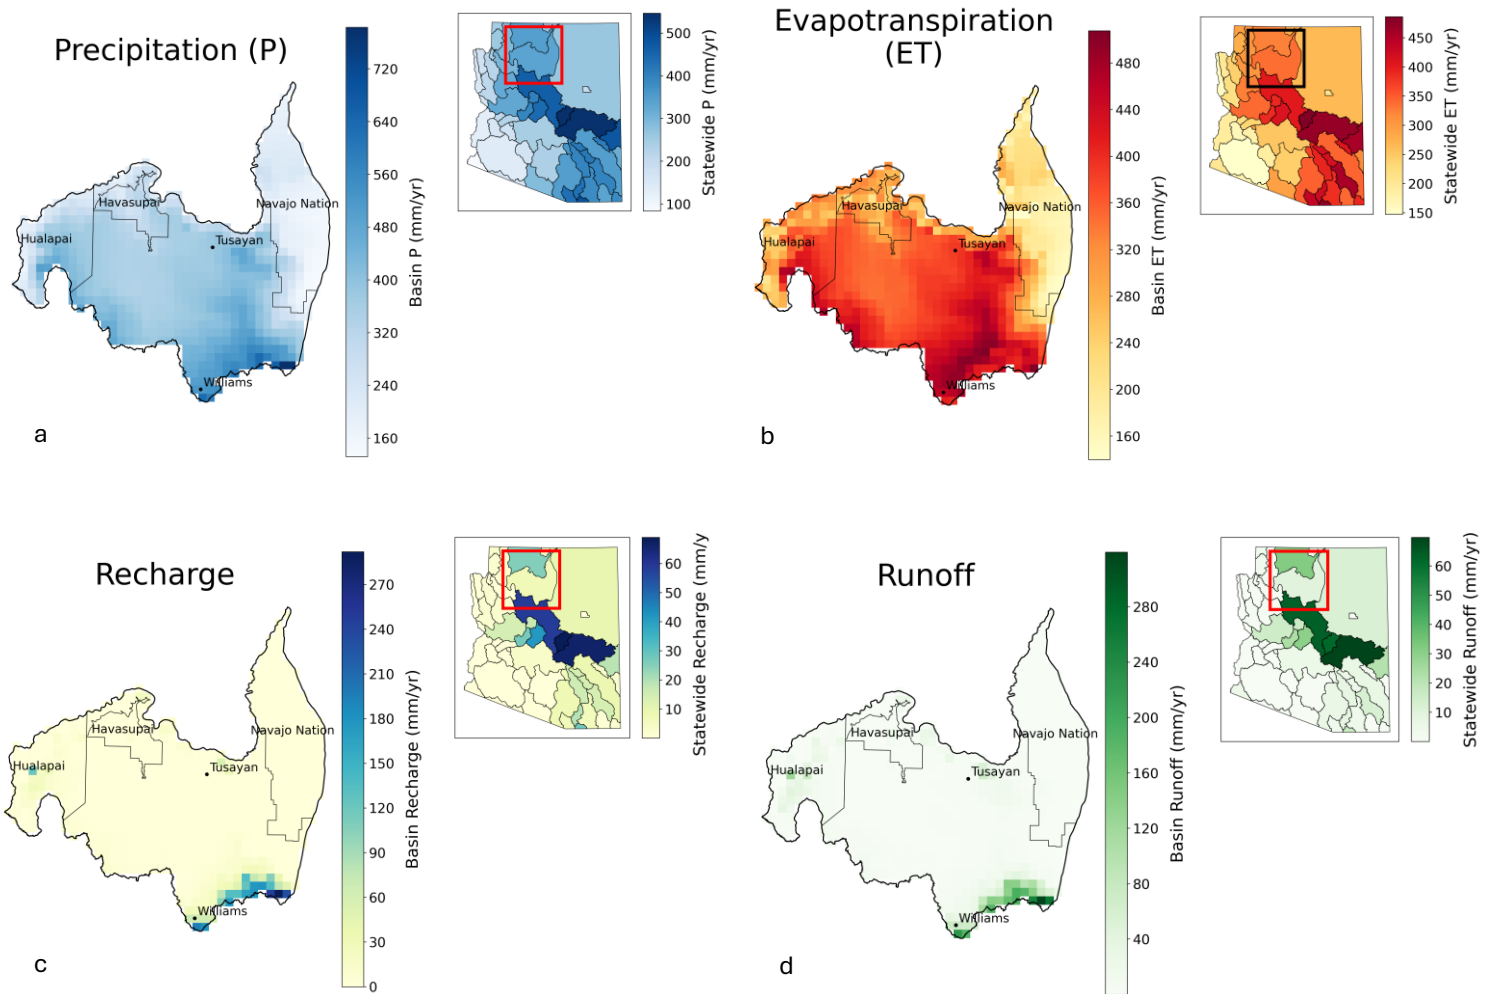 Precipitation (P)
720
640
560
480
400
320
240
160
Basin P (mm/yr)
500
400
300
200
100
Statewide P (mm/yr)
Havasupai
Navajo Nation
Hualapai
Tusayan
Williams
a
Evapotranspiration
(ET)
480
440
400
360
320
280
240
200
160
Basin ET (mm/yr)
450
400
350
300
250
200
150
Statewide ET (mm/yr)
Havasupai
Navajo Nation
Hualapai
Tusayan
Williams
b
Recharge
270
240
210
180
150
120
90
60
30
0
Basin Recharge (mm/yr)
60
50
40
30
20
10
Statewide Recharge (mm/y
Havasupai
Navajo Nation
Hualapai
Tusayan
Williams
c
Runoff
280
240
200
160
120
80
40
Basin Runoff (mm/yr)
60
50
40
30
20
10
Statewide Runoff (mm/yr)
Havasupai
Navajo Nation
Hualapai
Tusayan
Williams
d